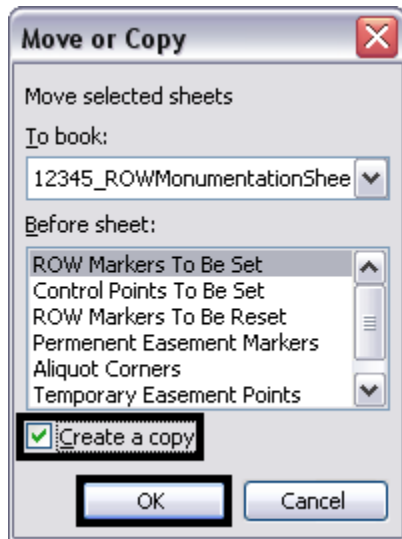 Move or Copy
Move selected sheets
To book:
12345_ROWMonumentationShee
Before sheet:
ROW Markers To Be Set
Control Points To Be Set
ROW Markers To Be Reset
Permenent Easement Markers
Aliquot Corners
Temporary Easement Points
Create a copy
OK Cancel